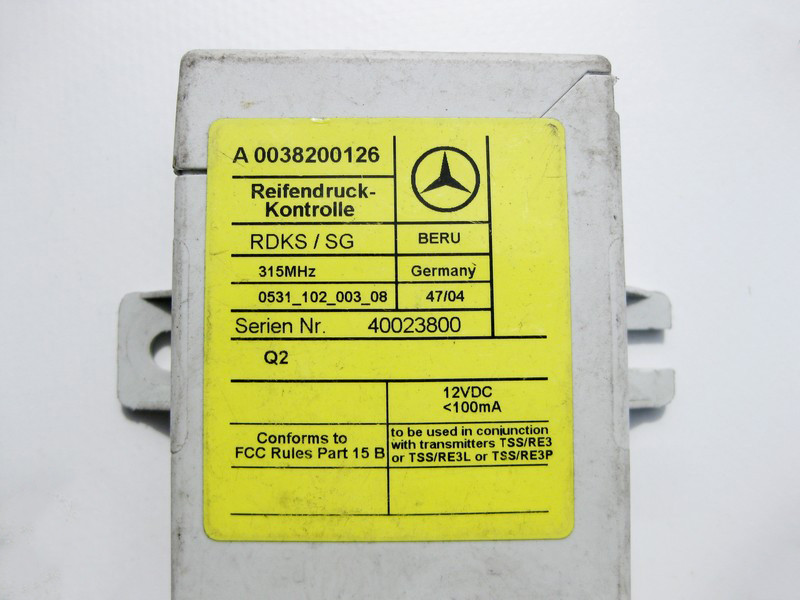 A 0038200126
Reifendruck-
Kontrolle
RDKS / SG
BERU
315MHz
Germany
0531_102_003_08
47/04
Serien Nr. 40023800
Q2
12VDC
<100mA
Conforms to
FCC Rules Part 15 B
to be used in conjunction
with transmitters TSS/RE3
or TSS/RE3L or TSS/RE3P